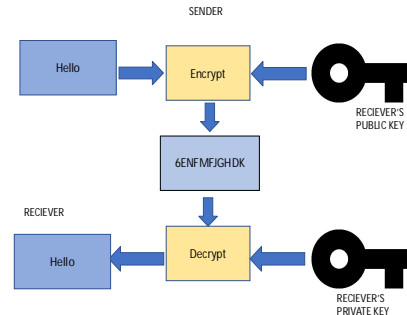 SENDER
Hello
Encrypt
RECIEVER'S
PUBLIC KEY
6ENFMFJGHDK
RECIEVER
Hello
Decrypt
RECIEVER'S
PRIVATE KEY